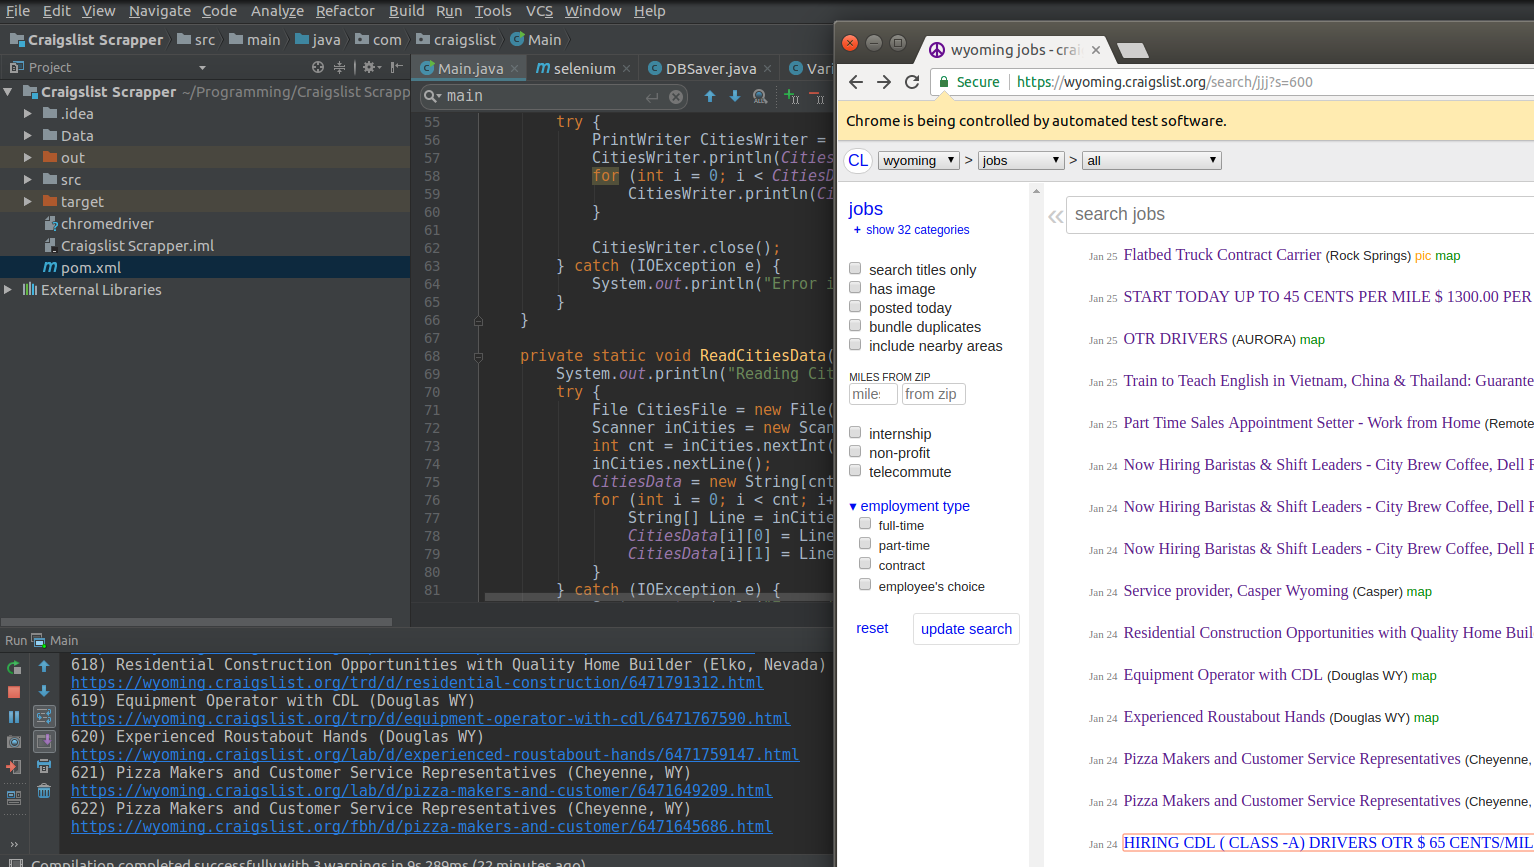 File Edit View Navigate Code Analyze Refactor Build Run Tools VCS Window Help
Craigslist Scrapper src main java com craigslist Main
Project
Main.java selenium DBSaver.java Vari
Craigslist Scrapper ~/Programming/Craigslist Scrapp
.idea
Data
out
src
target
chromedriver
Craigslist Scrapper.iml
pom.xml
External Libraries
main
55 try {
56 PrintWriter CitiesWriter =
57 CitiesWriter.println(Cities
58 for (int i = 0; i < CitiesD
59 CitiesWriter.println(Ci
60 }
61
62 CitiesWriter.close();
63 } catch (IOException e) {
64 System.out.println("Error i
65 }
66 }
67
68 private static void ReadCitiesData(
69 System.out.println("Reading Cit
70 try {
71 File CitiesFile = new File(
72 Scanner inCities = new Scan
73 int cnt = inCities.nextInt(
74 inCities.nextLine();
75 CitiesData = new String[cnt
76 for (int i = 0; i < cnt; i+
77 String[] Line = inCitie
78 CitiesData[i][0] = Line
79 CitiesData[i][1] = Line
80 }
81 } catch (IOException e) {
Run Main
618) Residential Construction Opportunities with Quality Home Builder (Elko, Nevada)
https://wyoming.craigslist.org/trd/d/residential-construction/6471791312.html
619) Equipment Operator with CDL (Douglas WY)
https://wyoming.craigslist.org/trp/d/equipment-operator-with-cdl/6471767590.html
620) Experienced Roustabout Hands (Douglas WY)
https://wyoming.craigslist.org/lab/d/experienced-roustabout-hands/6471759147.html
621) Pizza Makers and Customer Service Representatives (Cheyenne, WY)
https://wyoming.craigslist.org/lab/d/pizza-makers-and-customer/6471649209.html
622) Pizza Makers and Customer Service Representatives (Cheyenne, WY)
https://wyoming.craigslist.org/fbh/d/pizza-makers-and-customer/6471645686.html
Compilation completed successfully with 3 warnings in 9s 289ms (22 minutes ago)
wyoming jobs - crai
Secure https://wyoming.craigslist.org/search/jjj?s=600
Chrome is being controlled by automated test software.
CL wyoming > jobs > all
jobs
+ show 32 categories
search titles only
has image
posted today
bundle duplicates
include nearby areas
MILES FROM ZIP
miles from zip
internship
non-profit
telecommute
employment type
full-time
part-time
contract
employee's choice
reset update search
« search jobs
Jan 25 Flatbed Truck Contract Carrier (Rock Springs) pic map
Jan 25 START TODAY UP TO 45 CENTS PER MILE $ 1300.00 PER
Jan 25 OTR DRIVERS (AURORA) map
Jan 25 Train to Teach English in Vietnam, China & Thailand: Guarante
Jan 25 Part Time Sales Appointment Setter - Work from Home (Remote
Jan 24 Now Hiring Baristas & Shift Leaders - City Brew Coffee, Dell R
Jan 24 Now Hiring Baristas & Shift Leaders - City Brew Coffee, Dell R
Jan 24 Now Hiring Baristas & Shift Leaders - City Brew Coffee, Dell R
Jan 24 Service provider, Casper Wyoming (Casper) map
Jan 24 Residential Construction Opportunities with Quality Home Buil
Jan 24 Equipment Operator with CDL (Douglas WY) map
Jan 24 Experienced Roustabout Hands (Douglas WY) map
Jan 24 Pizza Makers and Customer Service Representatives (Cheyenne,
Jan 24 Pizza Makers and Customer Service Representatives (Cheyenne,
Jan 24 HIRING CDL ( CLASS -A) DRIVERS OTR $ 65 CENTS/MIL